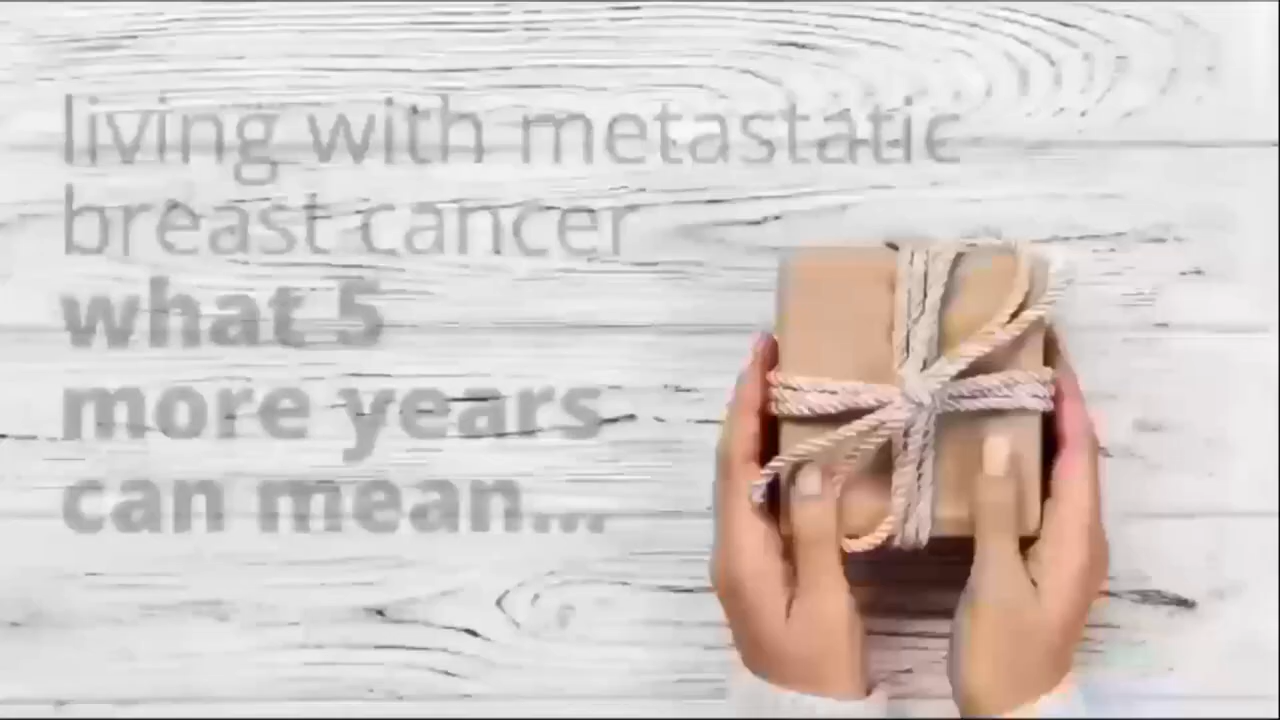 living with metastatic
breast cancer
what 5
more years
can mean...